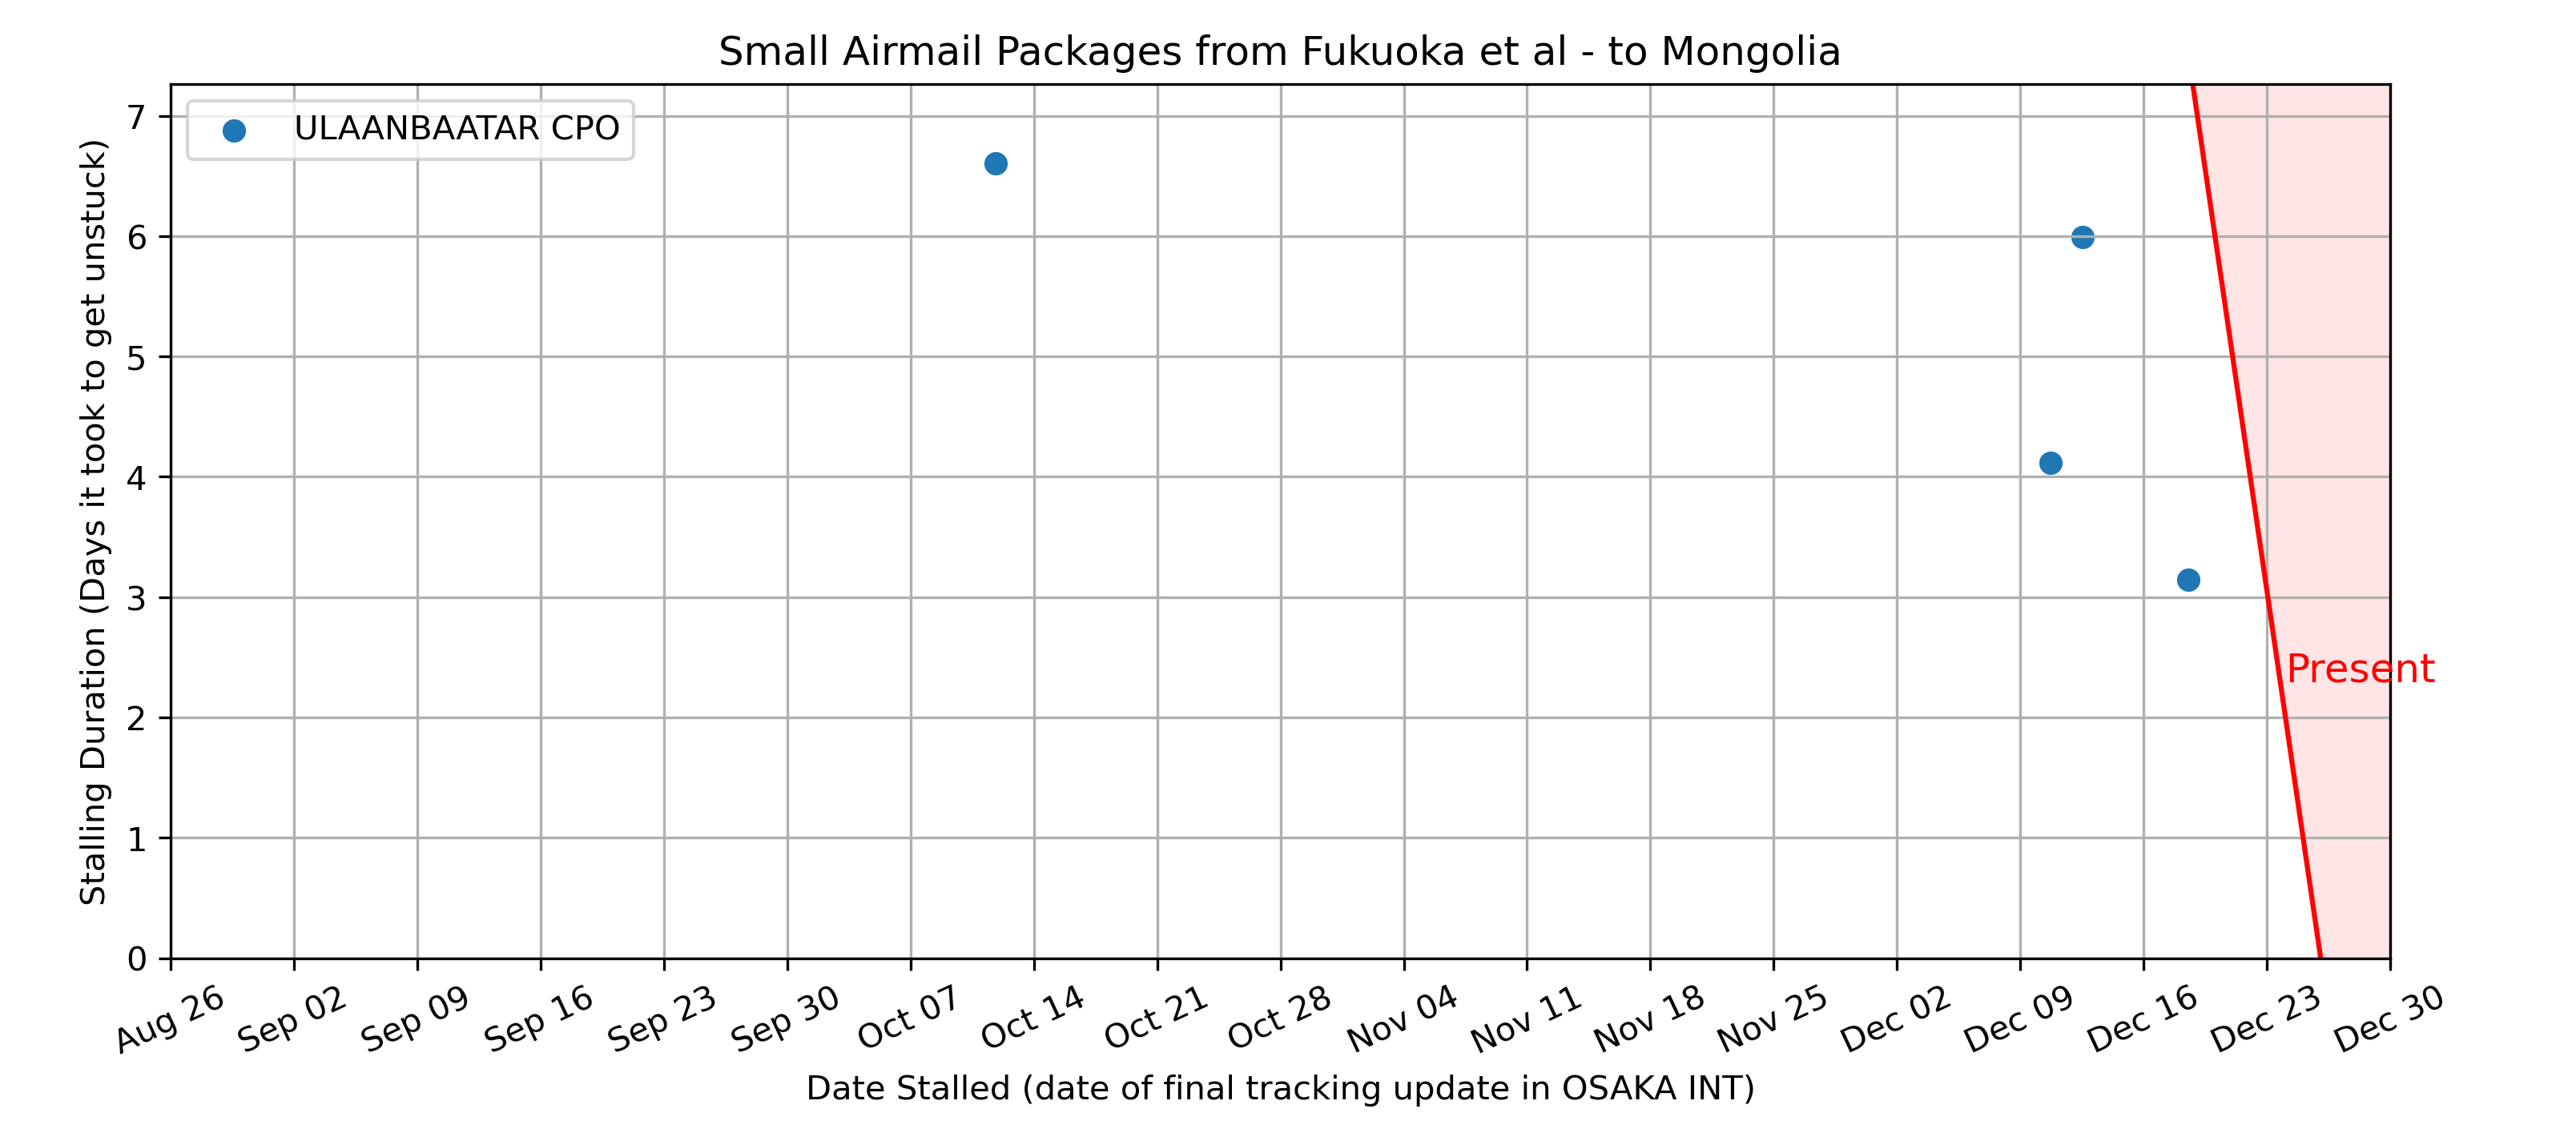 Small Airmail Packages from Fukuoka et al - to Mongolia
ULAANBAATAR CPO
Stalling Duration (Days it took to get unstuck)
7
6
5
4
3
2
1
0
Present
Aug 26
Sep 02
Sep 09
Sep 16
Sep 23
Sep 30
Oct 07
Oct 14
Oct 21
Oct 28
Nov 04
Nov 11
Nov 18
Nov 25
Dec 02
Dec 09
Dec 16
Dec 23
Dec 30
Date Stalled (date of final tracking update in OSAKA INT)